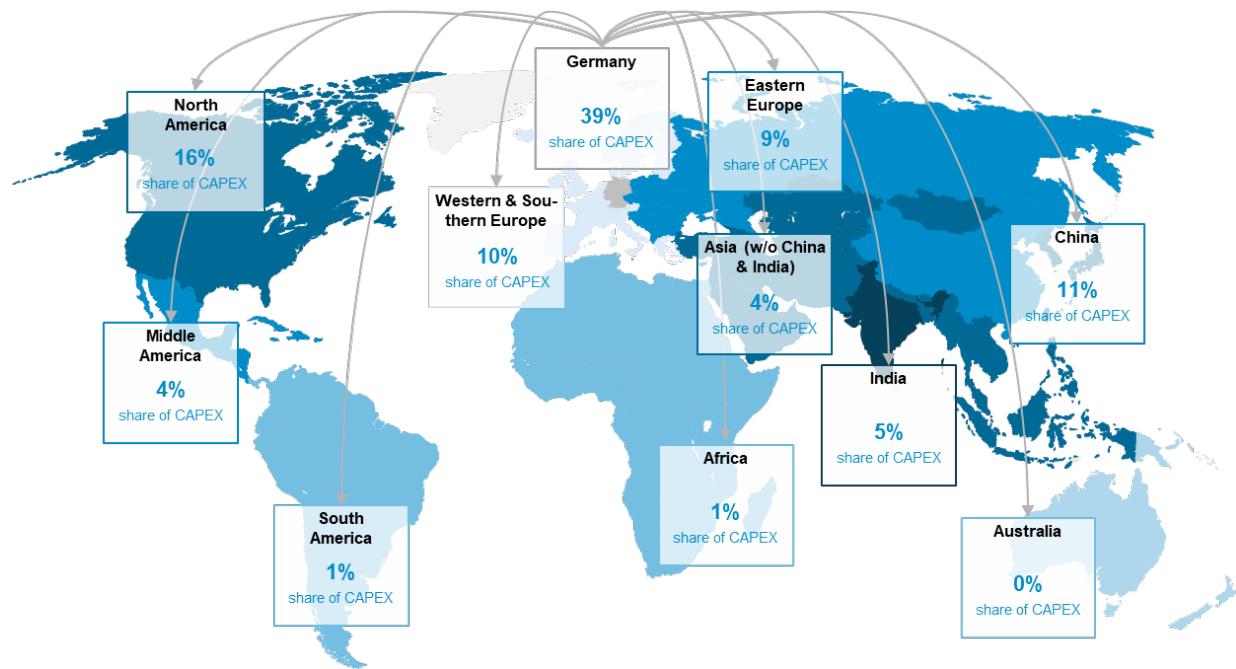 Germany
39%
share of CAPEX
North
America
16%
share of CAPEX
Eastern
Europe
9%
share of CAPEX
Western & Sou-
thern Europe
10%
share of CAPEX
Asia (w/o China
& India)
4%
share of CAPEX
China
11%
share of CAPEX
Middle
America
4%
share of CAPEX
India
5%
share of CAPEX
Africa
1%
share of CAPEX
South
America
1%
share of CAPEX
Australia
0%
share of CAPEX